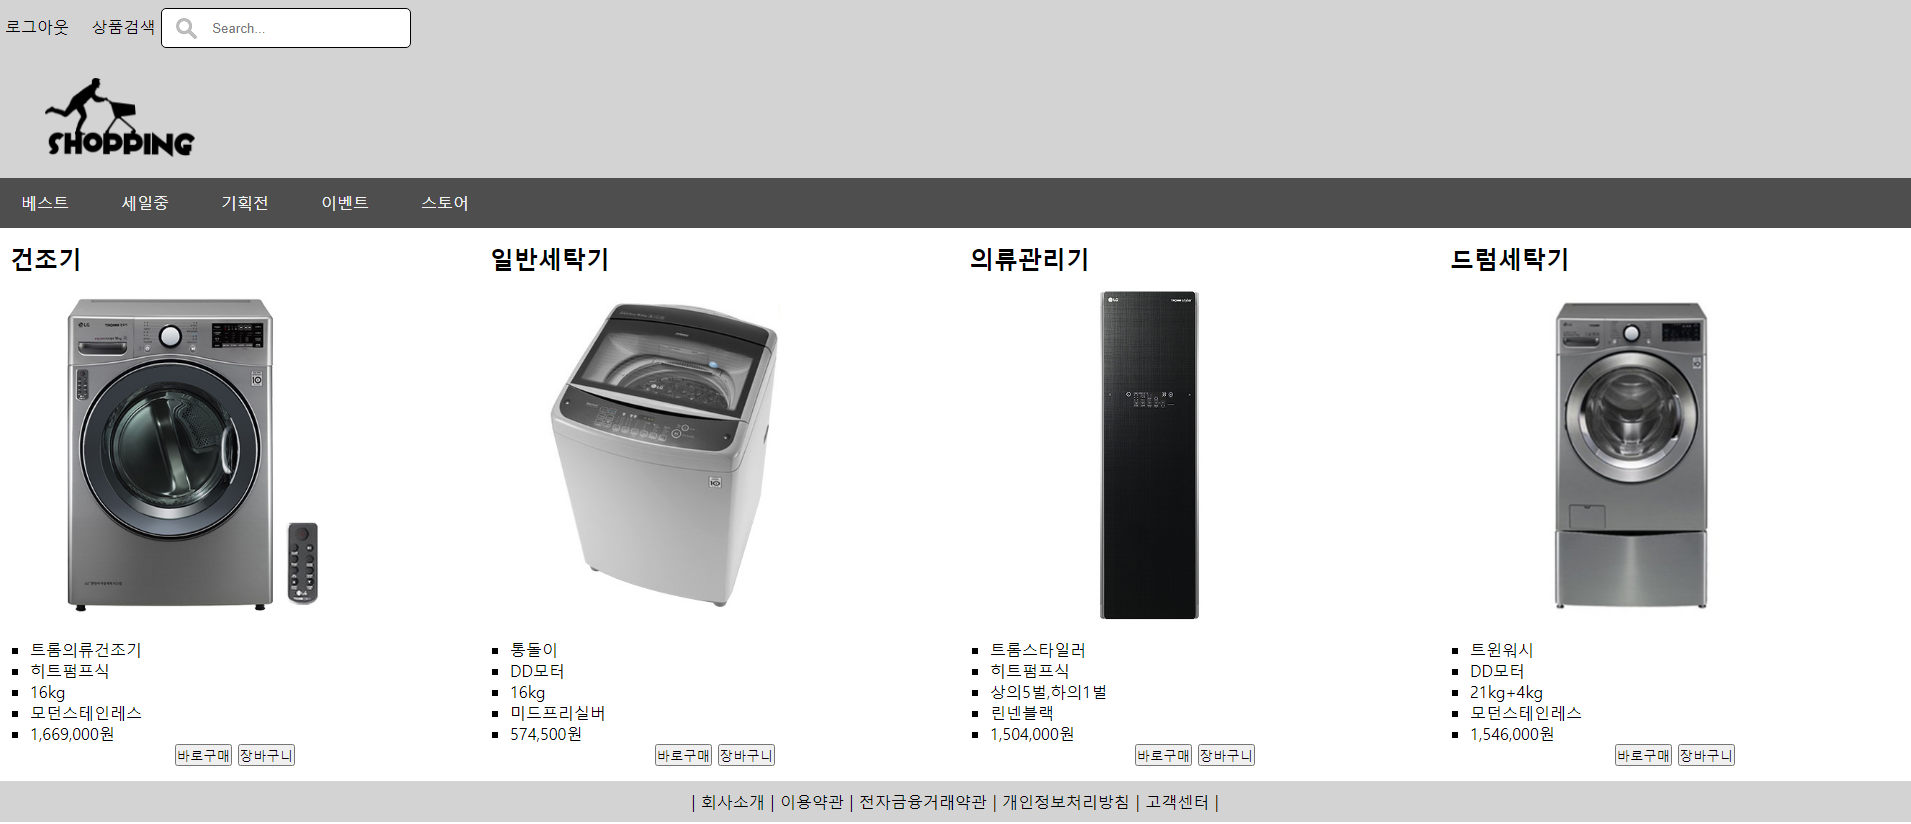 로그아웃 상품검색 Search...
SHOPPING
베스트 세일중 기획전 이벤트 스토어
건조기
일반세탁기
의류관리기
드럼세탁기
LG
LG
LG
LG
트롬의류건조기
히트펌프식
16kg
모던스테인레스
1,669,000원
바로구매 장바구니
통돌이
DD모터
16kg
미드프리실버
574,500원
바로구매 장바구니
트롬스타일러
히트펌프식
상의5벌,하의1벌
린넨블랙
1,504,000원
바로구매 장바구니
트윈워시
DD모터
21kg+4kg
모던스테인레스
1,546,000원
바로구매 장바구니
| 회사소개 | 이용약관 | 전자금융거래약관 | 개인정보처리방침 | 고객센터 |